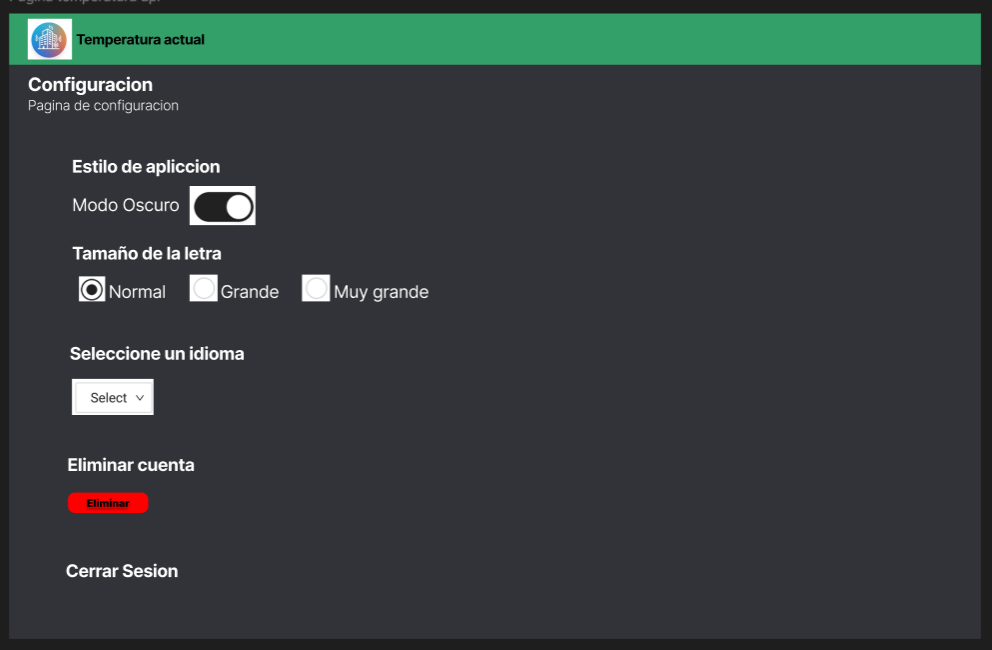 Pagina temperatura api
Temperatura actual
Configuracion
Pagina de configuracion
Estilo de apliccion
Modo Oscuro
Tamaño de la letra
Normal Grande Muy grande
Seleccione un idioma
Select
Eliminar cuenta
Eliminar
Cerrar Sesion